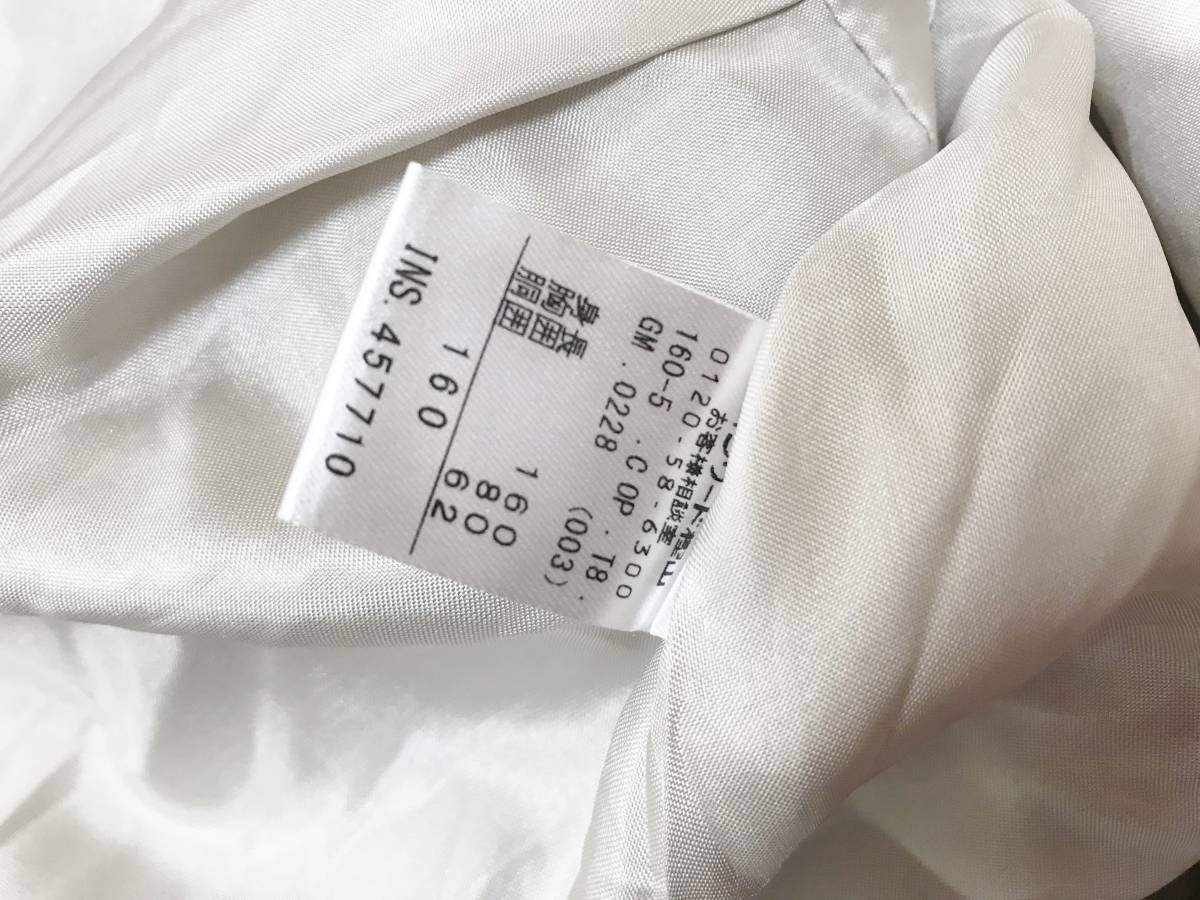 お客様相談室
0120-58-6300
160-5 .C OP .T8.
GM .0228 (003)
身長 160
胸囲 80
胴囲 62
160
INS.457710